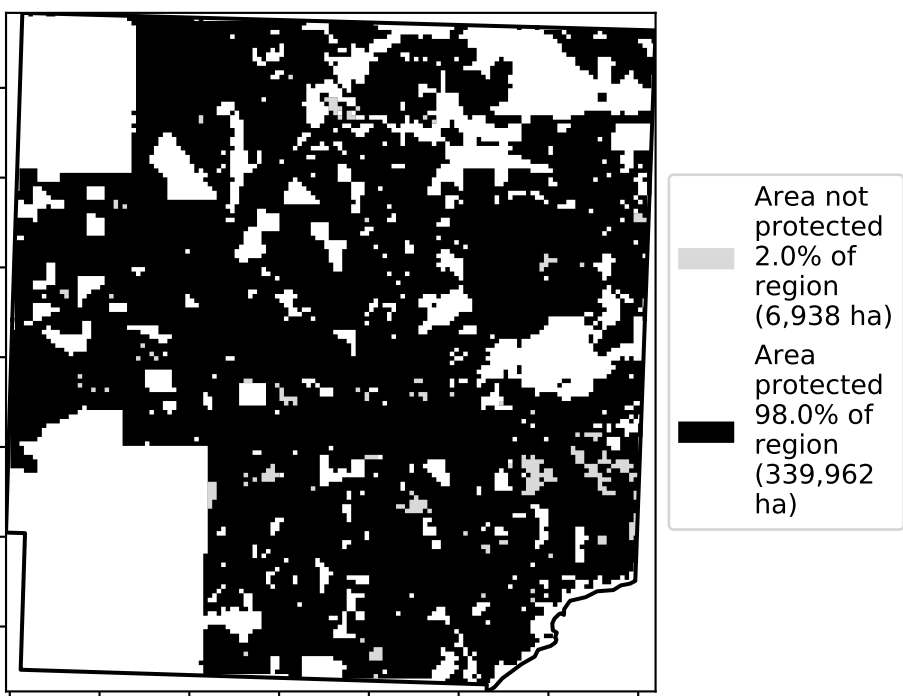 Area not
protected
2.0% of
region
(6,938 ha)
Area
protected
98.0% of
region
(339,962
ha)